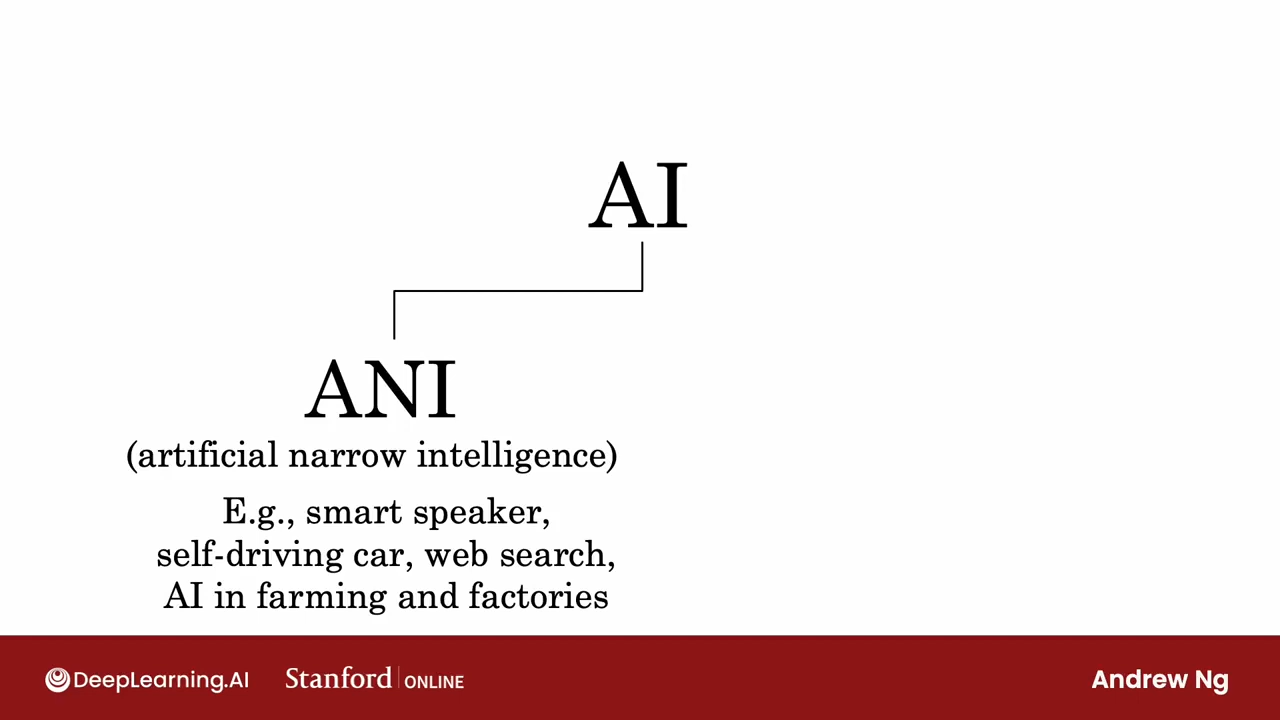 AI
ANI
(artificial narrow intelligence)
E.g., smart speaker,
self-driving car, web search,
AI in farming and factories
DeepLearning.AI
Stanford ONLINE
Andrew Ng